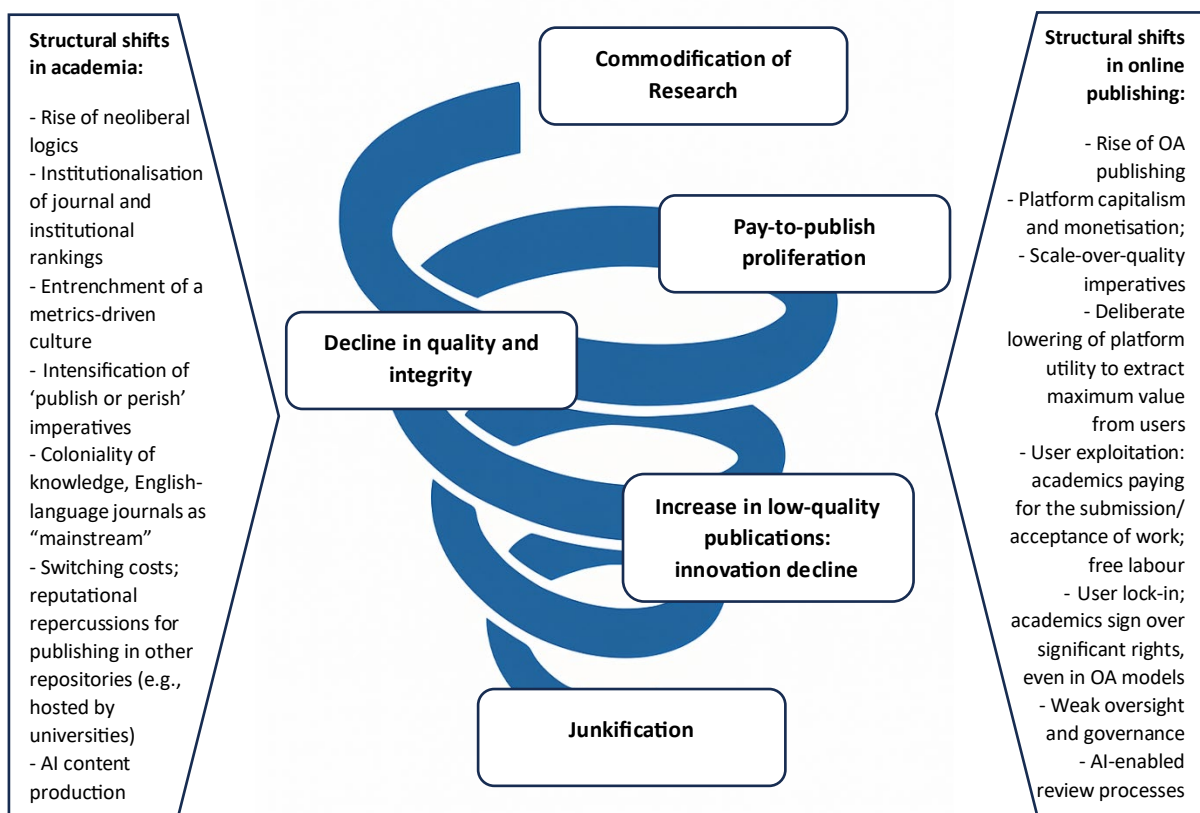 Structural shifts
in academia:
- Rise of neoliberal
logics
- Institutionalisation
of journal and
institutional
rankings
- Entrenchment of a
metrics-driven
culture
- Intensification of
‘publish or perish’
imperatives
- Coloniality of
knowledge, English-
language journals as
“mainstream”
- Switching costs;
reputational
repercussions for
publishing in other
repositories (e.g.,
hosted by
universities)
- AI content
production
Commodification of
Research
Pay-to-publish
proliferation
Decline in quality and
integrity
Increase in low-quality
publications:
innovation decline
Junkification
Structural shifts
in online
publishing:
- Rise of OA
publishing
- Platform capitalism
and monetisation;
- Scale-over-quality
imperatives
- Deliberate
lowering of platform
utility to extract
maximum value
from users
- User exploitation:
academics paying
for the submission/
acceptance of work;
free labour
- User lock-in;
academics sign over
significant rights,
even in OA models
- Weak oversight
and governance
- AI-enabled
review processes